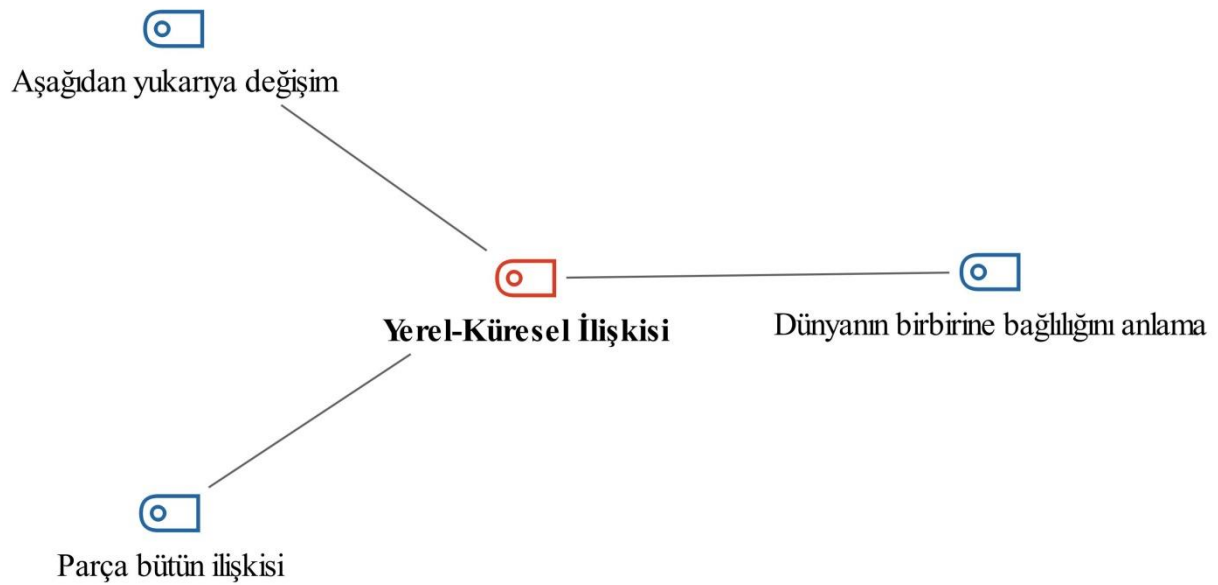 Aşağıdan yukarıya değişim
Yerel-Küresel İlişkisi
Dünyanın birbirine bağlılığını anlama
Parça bütün ilişkisi